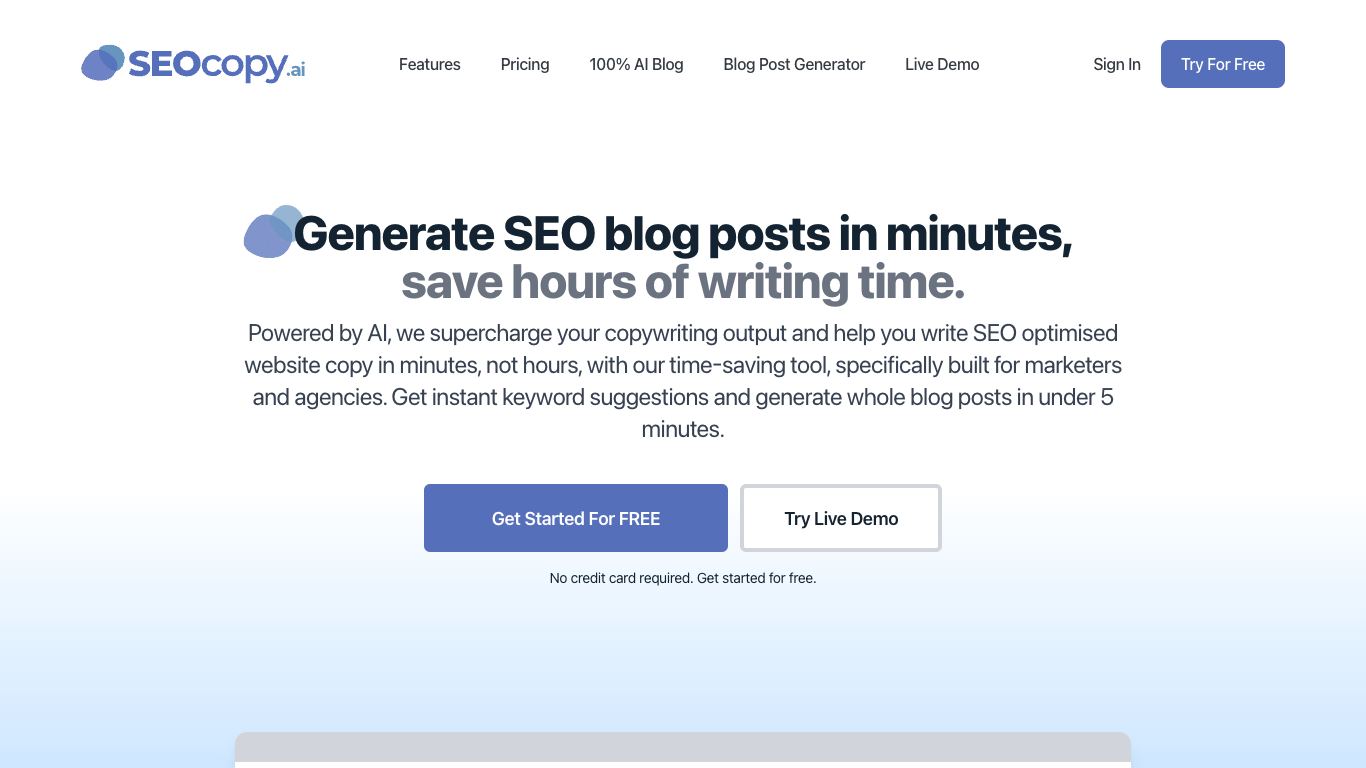 SEOcopy.ai
Features
Pricing
100% AI Blog
Blog Post Generator
Live Demo
Sign In
Try For Free
Generate SEO blog posts in minutes,
save hours of writing time.
Powered by AI, we supercharge your copywriting output and help you write SEO optimised
website copy in minutes, not hours, with our time-saving tool, specifically built for marketers
and agencies. Get instant keyword suggestions and generate whole blog posts in under 5
minutes.
Get Started For FREE
Try Live Demo
No credit card required. Get started for free.